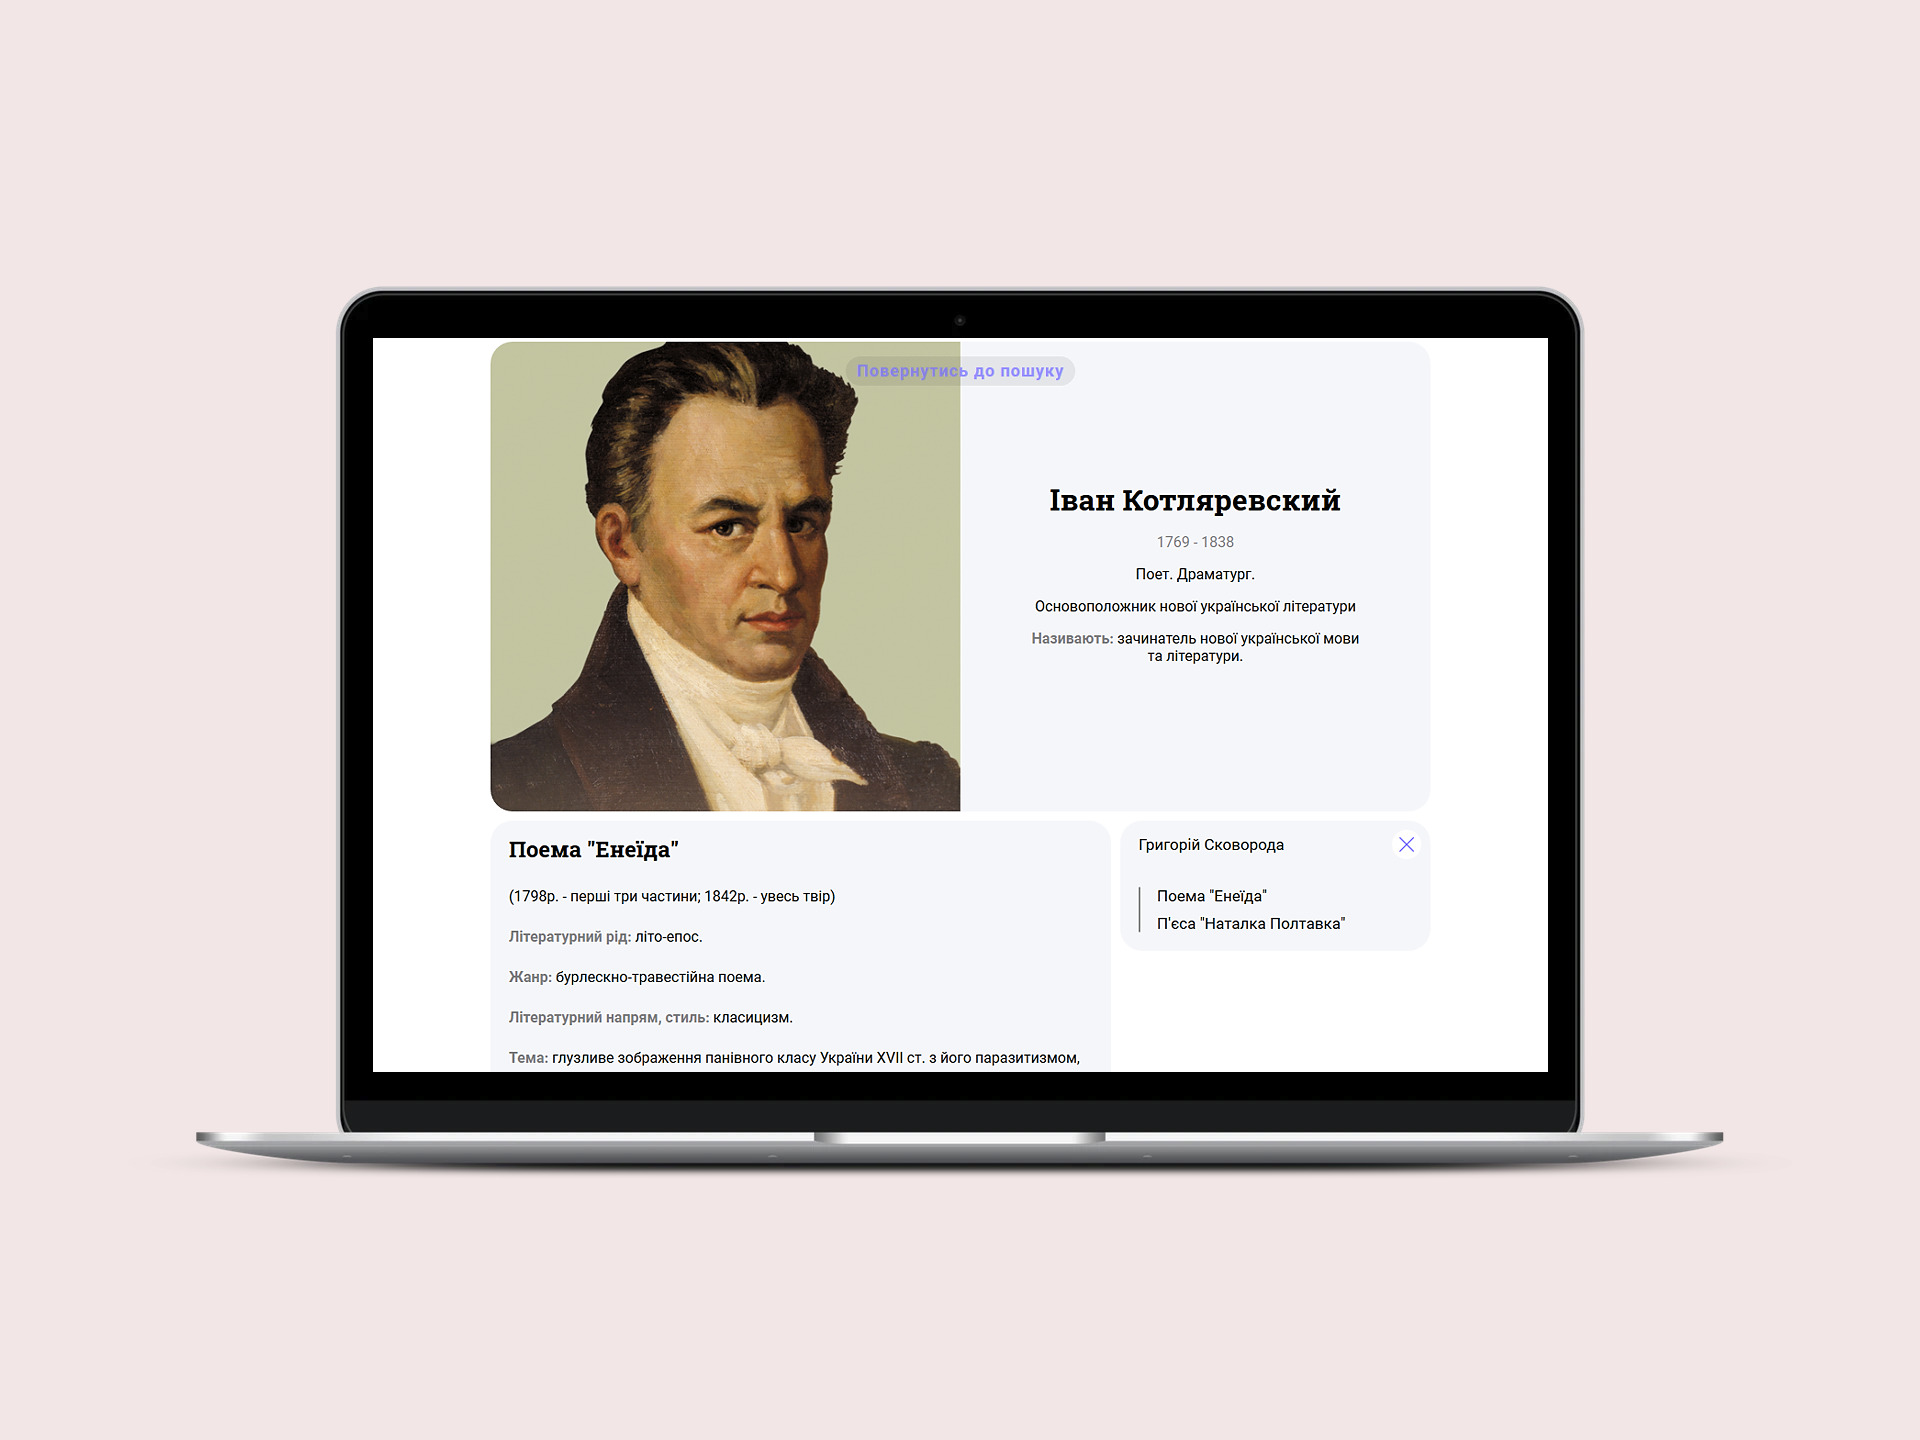 Повернутись до пошуку
Іван Котляревский
1769 - 1838
Поет. Драматург.
Основоположник нової української літератури
Називають: зачинатель нової української мови
та літератури.
Поема "Енеїда"
(1798р. - перші три частини; 1842р. - увесь твір)
Літературний рід: літо-епос.
Жанр: бурлескно-травестійна поема.
Літературний напрям, стиль: класицизм.
Тема: глузливе зображення панівного класу України XVII ст. з його паразитизмом,
Григорій Сковорода
Поема "Енеїда"
П'єса "Наталка Полтавка"